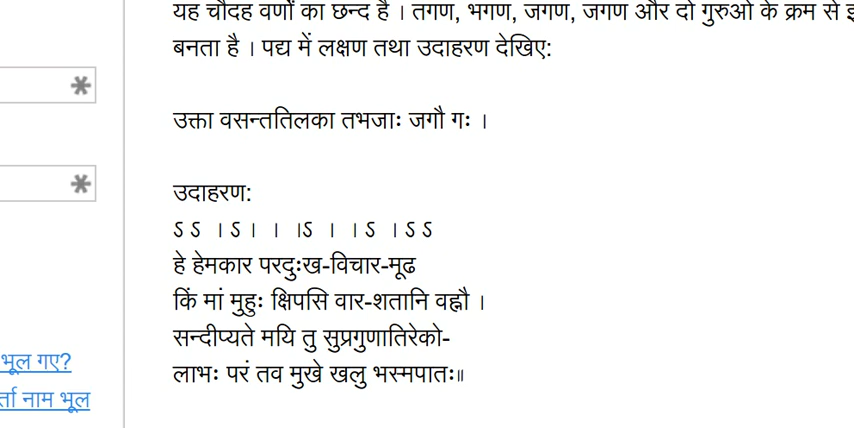 यह चौदह वर्णों का छन्द है । तगण, भगण, जगण, जगण और दो गुरुओं के क्रम से
बनता है । पद्य में लक्षण तथा उदाहरण देखिए:
उक्ता वसन्ततिलका तभजाः जगौ गः ।
उदाहरण:
ऽ ऽ । ऽ । । । ।ऽ । । ऽ । ऽ ऽ
हे हेमकार परदुःख-विचार-मूढ
किं मां मुहुः क्षिपसि वार-शतानि वह्नौ ।
सन्दीप्यते मयि तु सुप्रगुणातिरेको-
लाभः परं तव मुखे खलु भस्मपातः॥
भूल गए?
र्ता नाम भूल